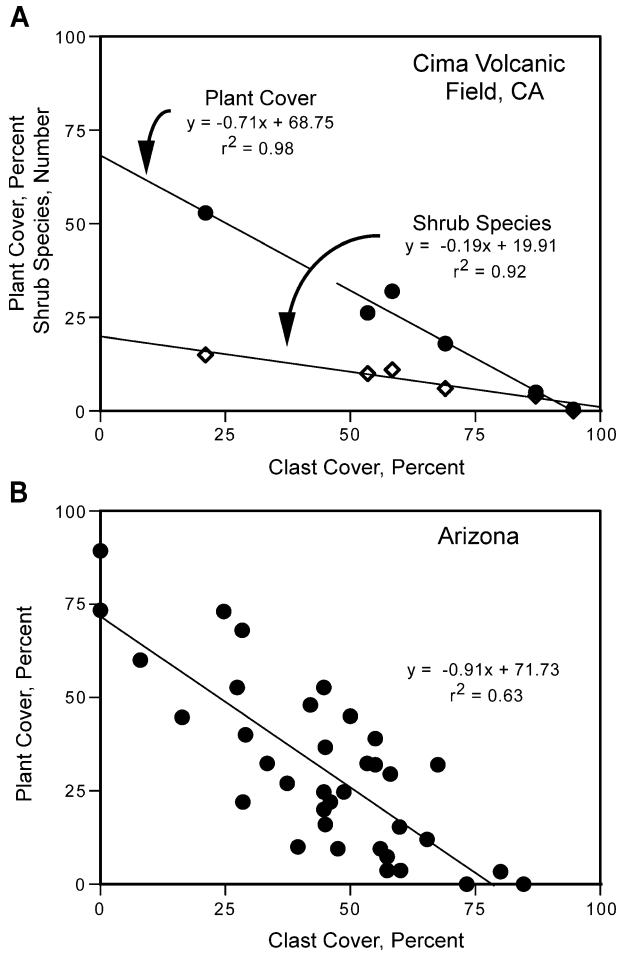 A
Cima Volcanic
Field, CA
Plant Cover
y = -0.71x + 68.75
r2 = 0.98
Shrub Species
y = -0.19x + 19.91
r2 = 0.92
Plant Cover, Percent
Shrub Species, Number
100
75
50
25
0
0 25 50 75 100
Clast Cover, Percent
B
Arizona
y = -0.91x + 71.73
r2 = 0.63
Plant Cover, Percent
100
75
50
25
0
0 25 50 75 100
Clast Cover, Percent